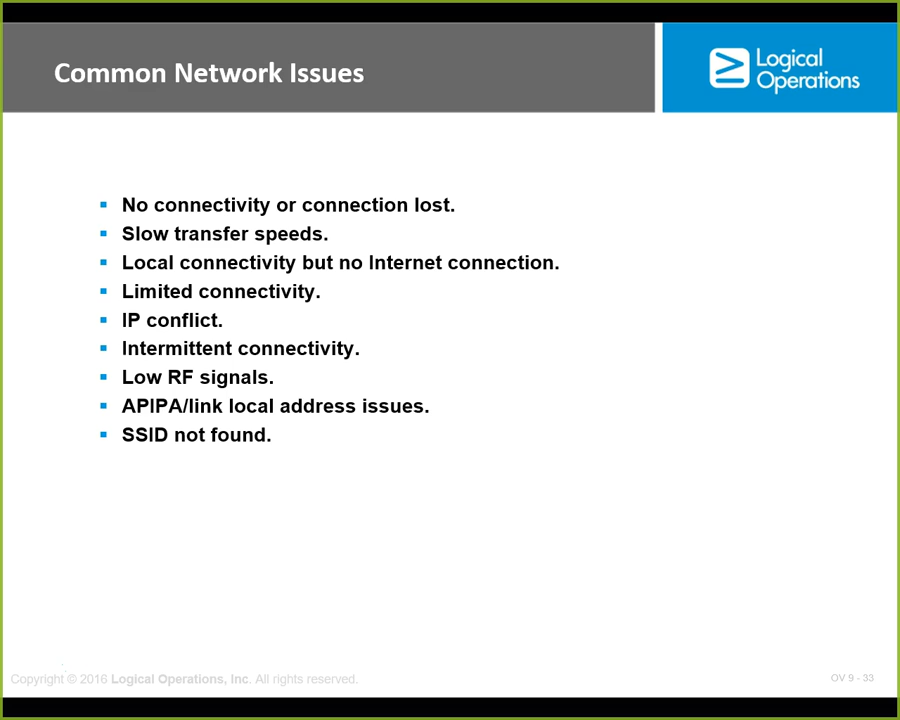 Common Network Issues
Logical
Operations
No connectivity or connection lost.
Slow transfer speeds.
Local connectivity but no Internet connection.
Limited connectivity.
IP conflict.
Intermittent connectivity.
Low RF signals.
APIPA/link local address issues.
SSID not found.
Copyright © 2016 Logical Operations, Inc. All rights reserved.
OV 9 - 33